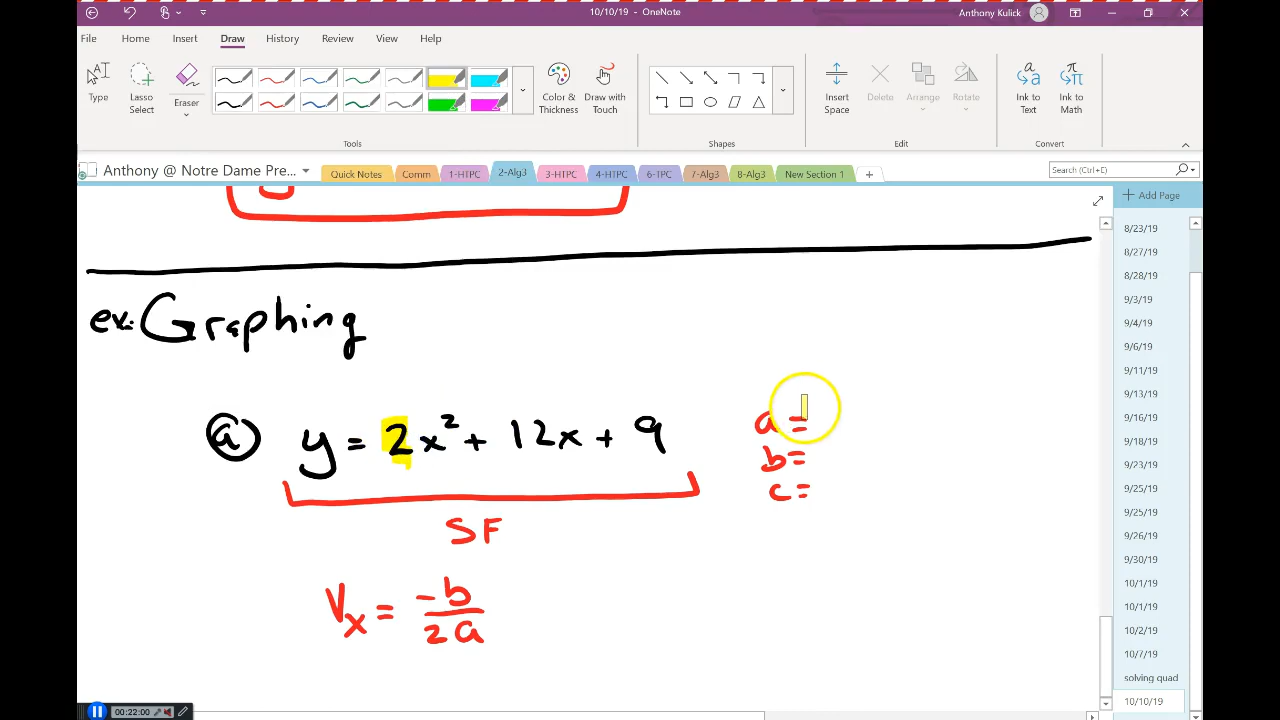 10/10/19 - OneNote
Anthony Kulick
File Home Insert Draw History Review View Help
Type
Lasso Select
Eraser
Color & Thickness
Draw with Touch
Insert Space
Delete
Arrange
Rotate
Ink to Text
Ink to Math
Tools
Shapes
Edit
Convert
Anthony @ Notre Dame Pre...
Quick Notes Comm 1-HTPC 2-Alg3 3-HTPC 4-HTPC 6-TPC 7-Alg3 8-Alg3 New Section 1
Search (Ctrl+E)
Add Page
8/23/19
8/27/19
8/28/19
9/3/19
9/4/19
9/6/19
9/11/19
9/13/19
9/16/19
9/18/19
9/23/19
9/25/19
9/25/19
9/26/19
9/30/19
10/1/19
10/1/19
10/2/19
10/7/19
solving quad
10/10/19
ex: Graphing
a y = 2x² + 12x + 9
a =
b =
c =
SF
Vx = -b/2a
00:22:00